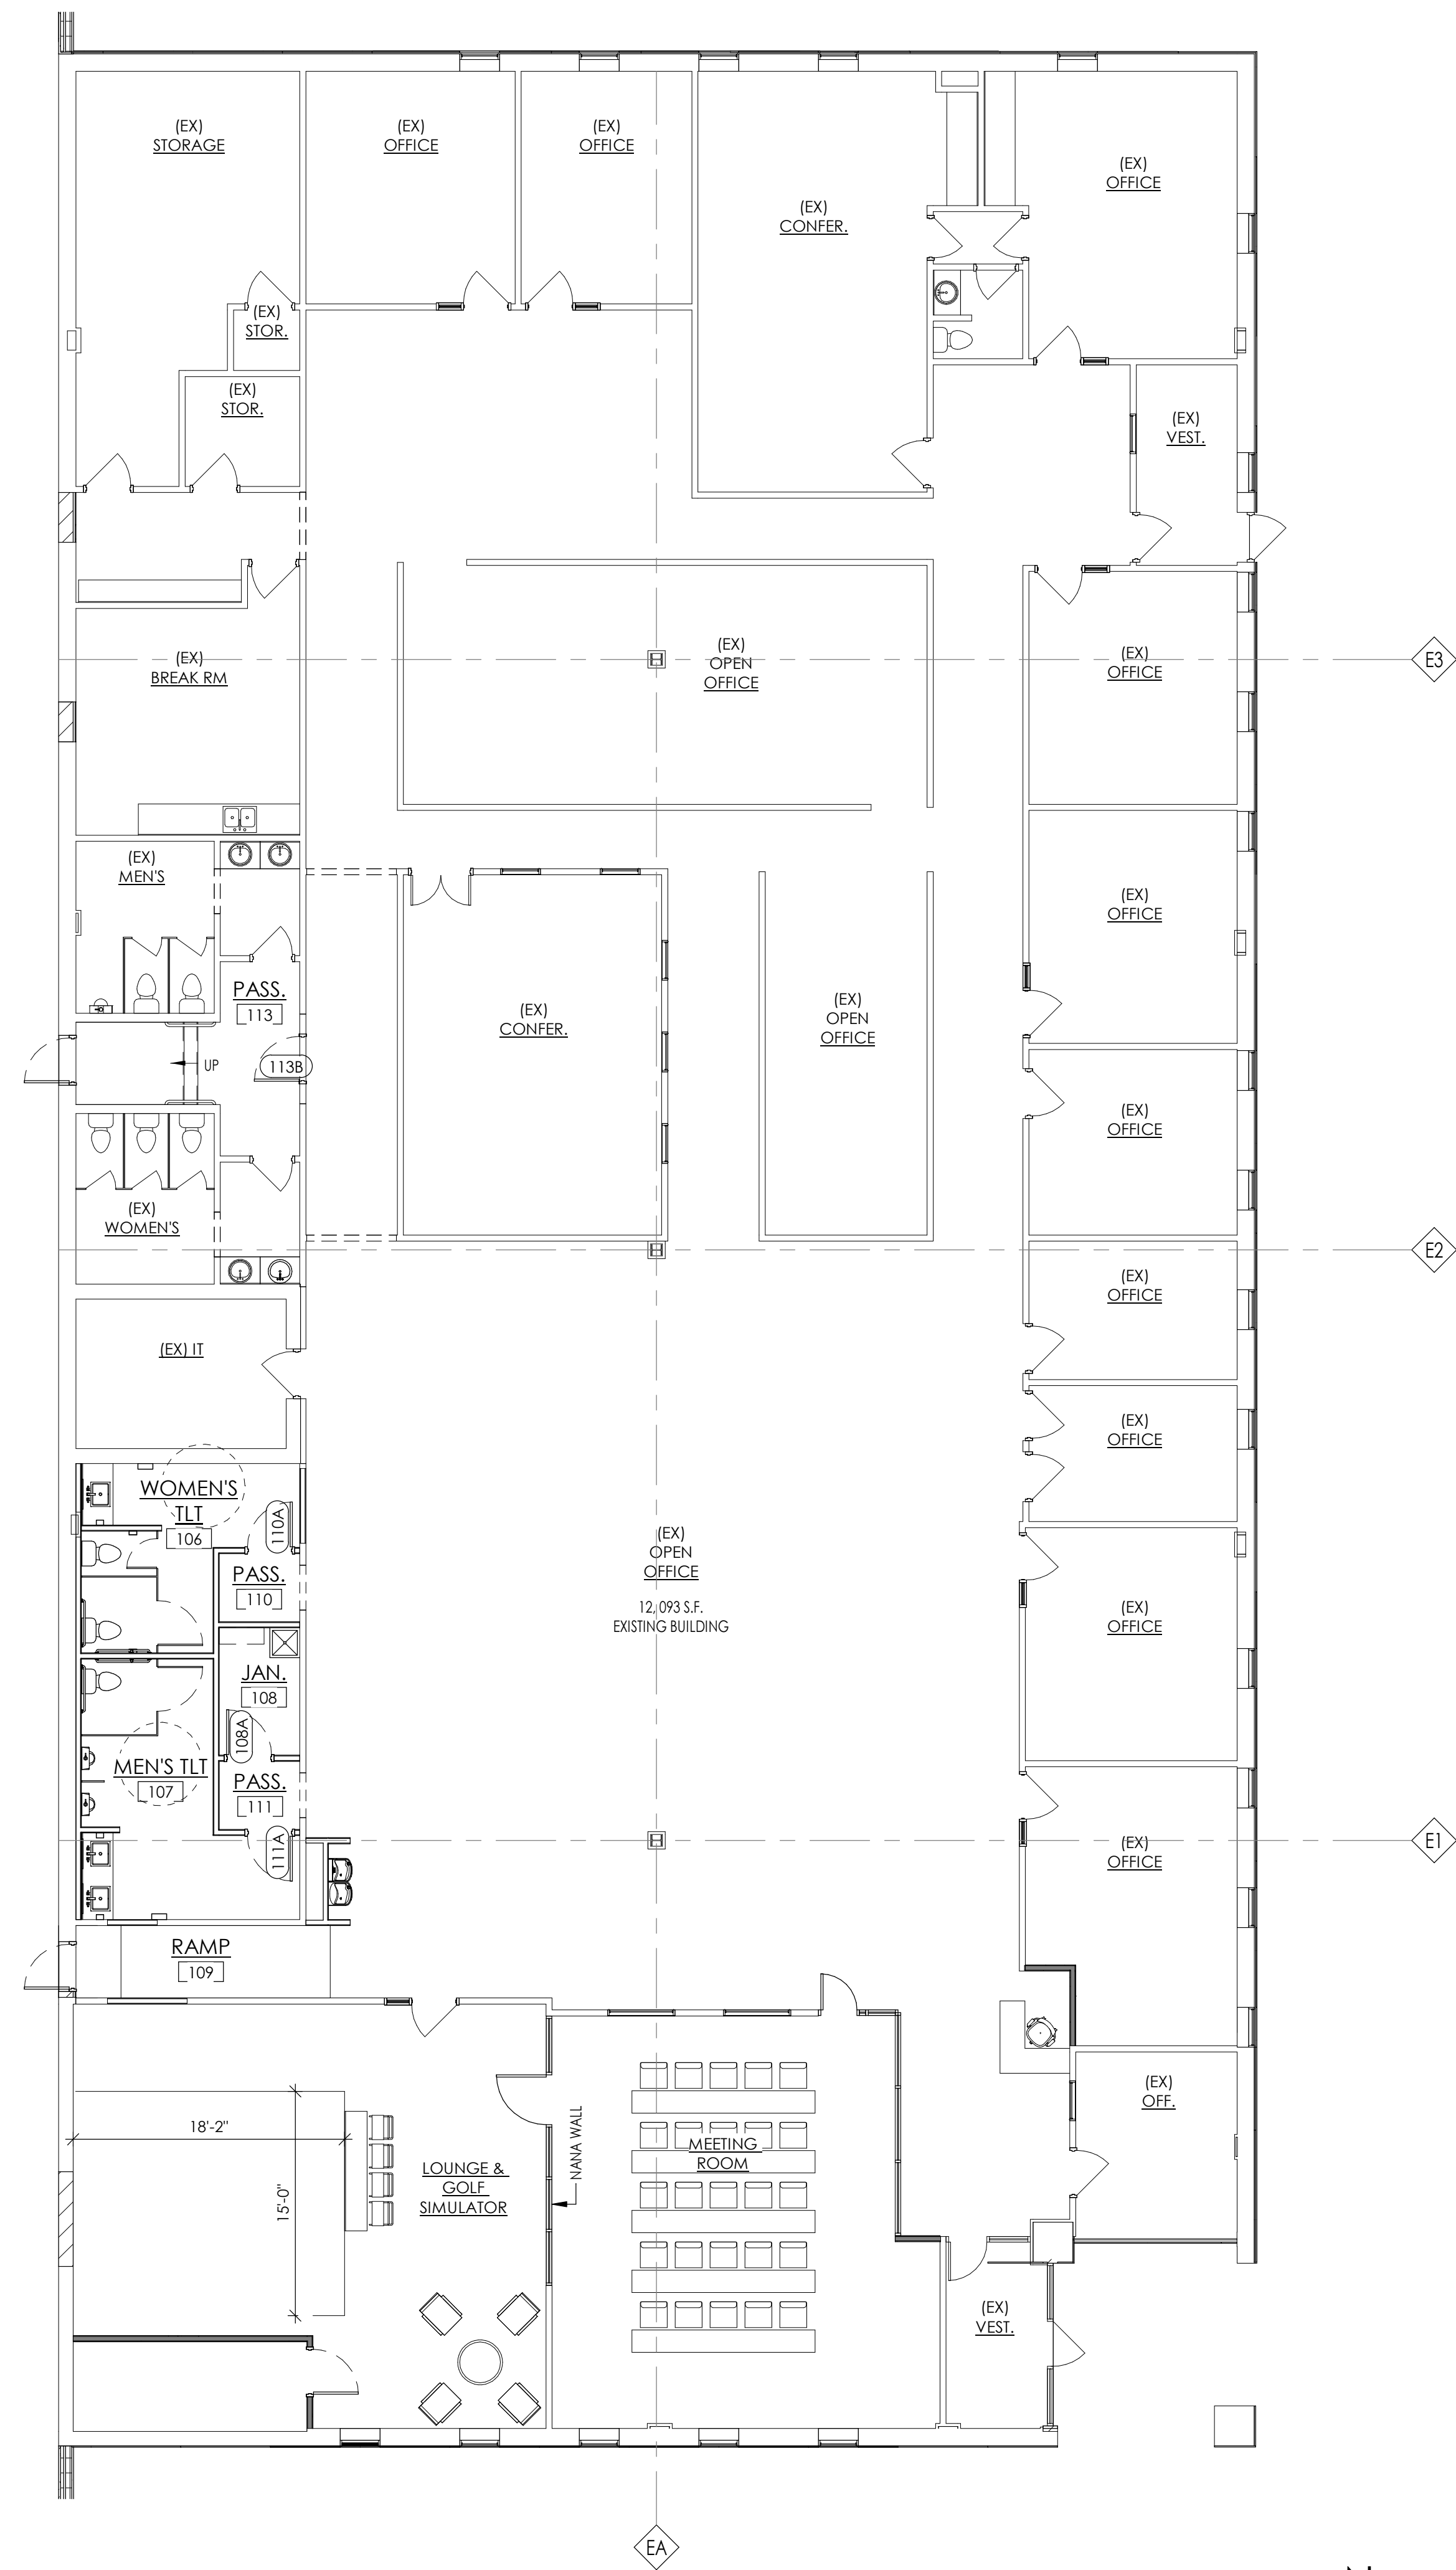 (EX)
STORAGE
(EX)
OFFICE
(EX)
OFFICE
(EX)
CONFER.
(EX)
OFFICE
(EX)
STOR.
(EX)
STOR.
(EX)
VEST.
(EX)
BREAK RM
(EX)
OPEN
OFFICE
(EX)
OFFICE
E3
(EX)
MEN'S
(EX)
OFFICE
PASS.
113
(EX)
CONFER.
(EX)
OPEN
OFFICE
UP
113B
(EX)
OFFICE
(EX)
WOMEN'S
E2
(EX)
OFFICE
(EX) IT
(EX)
OFFICE
WOMEN'S
TLT
106
110A
PASS.
110
(EX)
OPEN
OFFICE
12,093 S.F.
EXISTING BUILDING
(EX)
OFFICE
JAN.
108
108A
MEN'S TLT
107
PASS.
111
111A
(EX)
OFFICE
E1
RAMP
109
18'-2"
15'-0"
LOUNGE &
GOLF
SIMULATOR
NANA WALL
MEETING
ROOM
(EX)
OFF.
(EX)
VEST.
EA